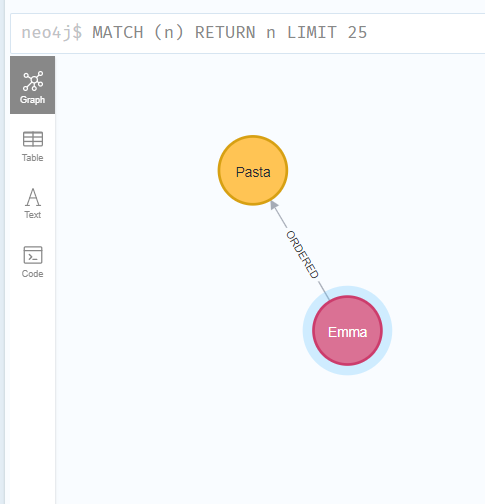 neo4j$ MATCH (n) RETURN n LIMIT 25
Graph
Table
A
Text
Code
Pasta
ORDERED
Emma